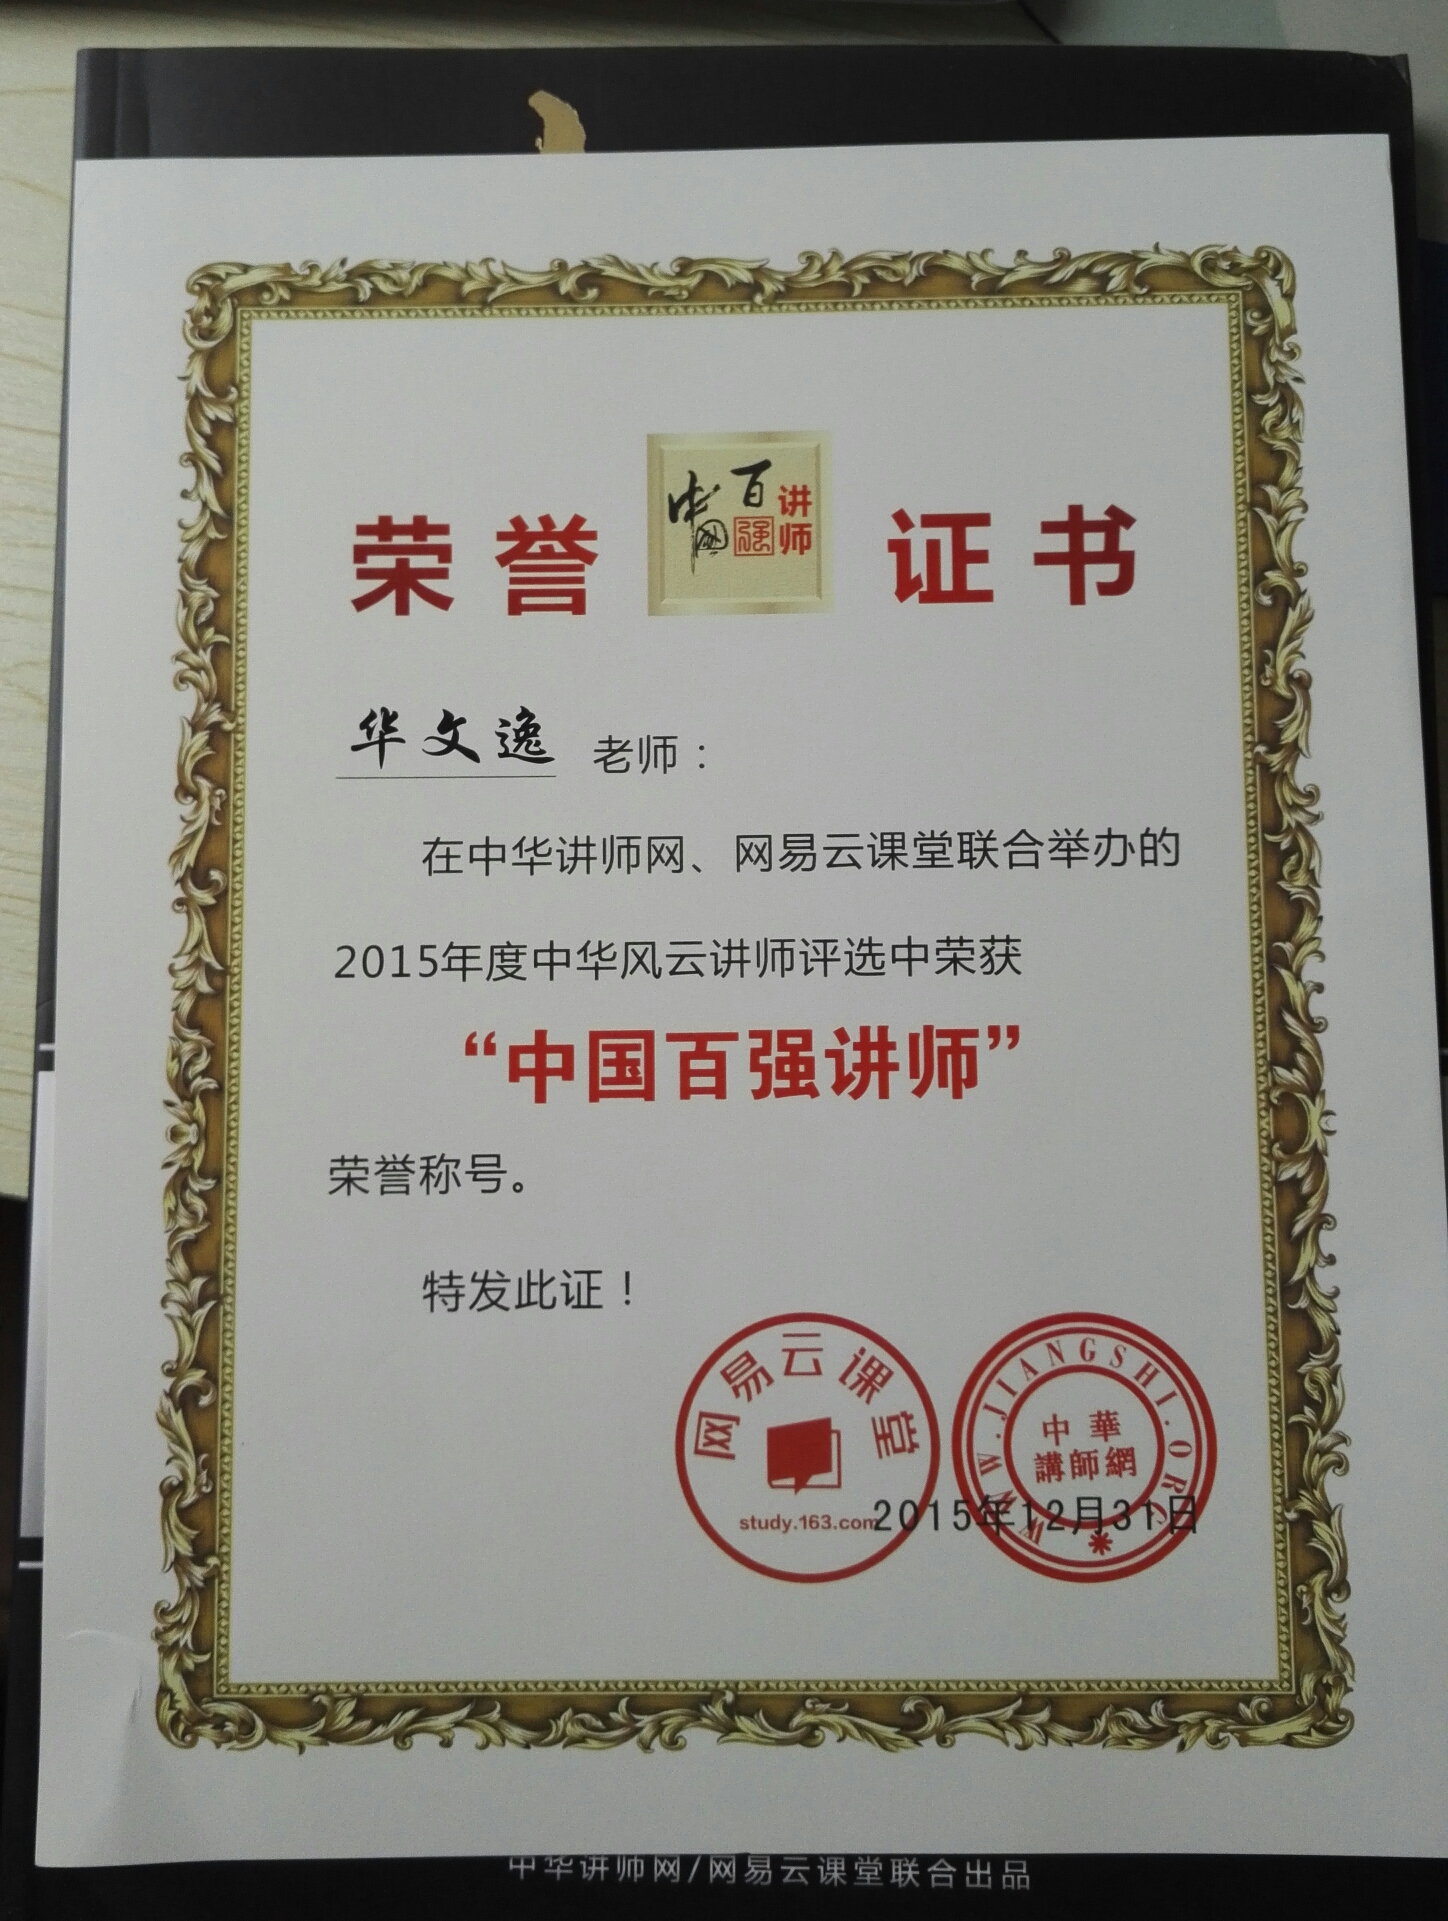 荣誉 中国百强讲师 证书
华文逸 老师：
在中华讲师网、网易云课堂联合举办的
2015年度中华风云讲师评选中荣获
“中国百强讲师”
荣誉称号。
特发此证！
网易云课堂
study.163.com
WWW.JIANGSHI.ORG
中華
講師網
2015年12月31日
中华讲师网/网易云课堂联合出品